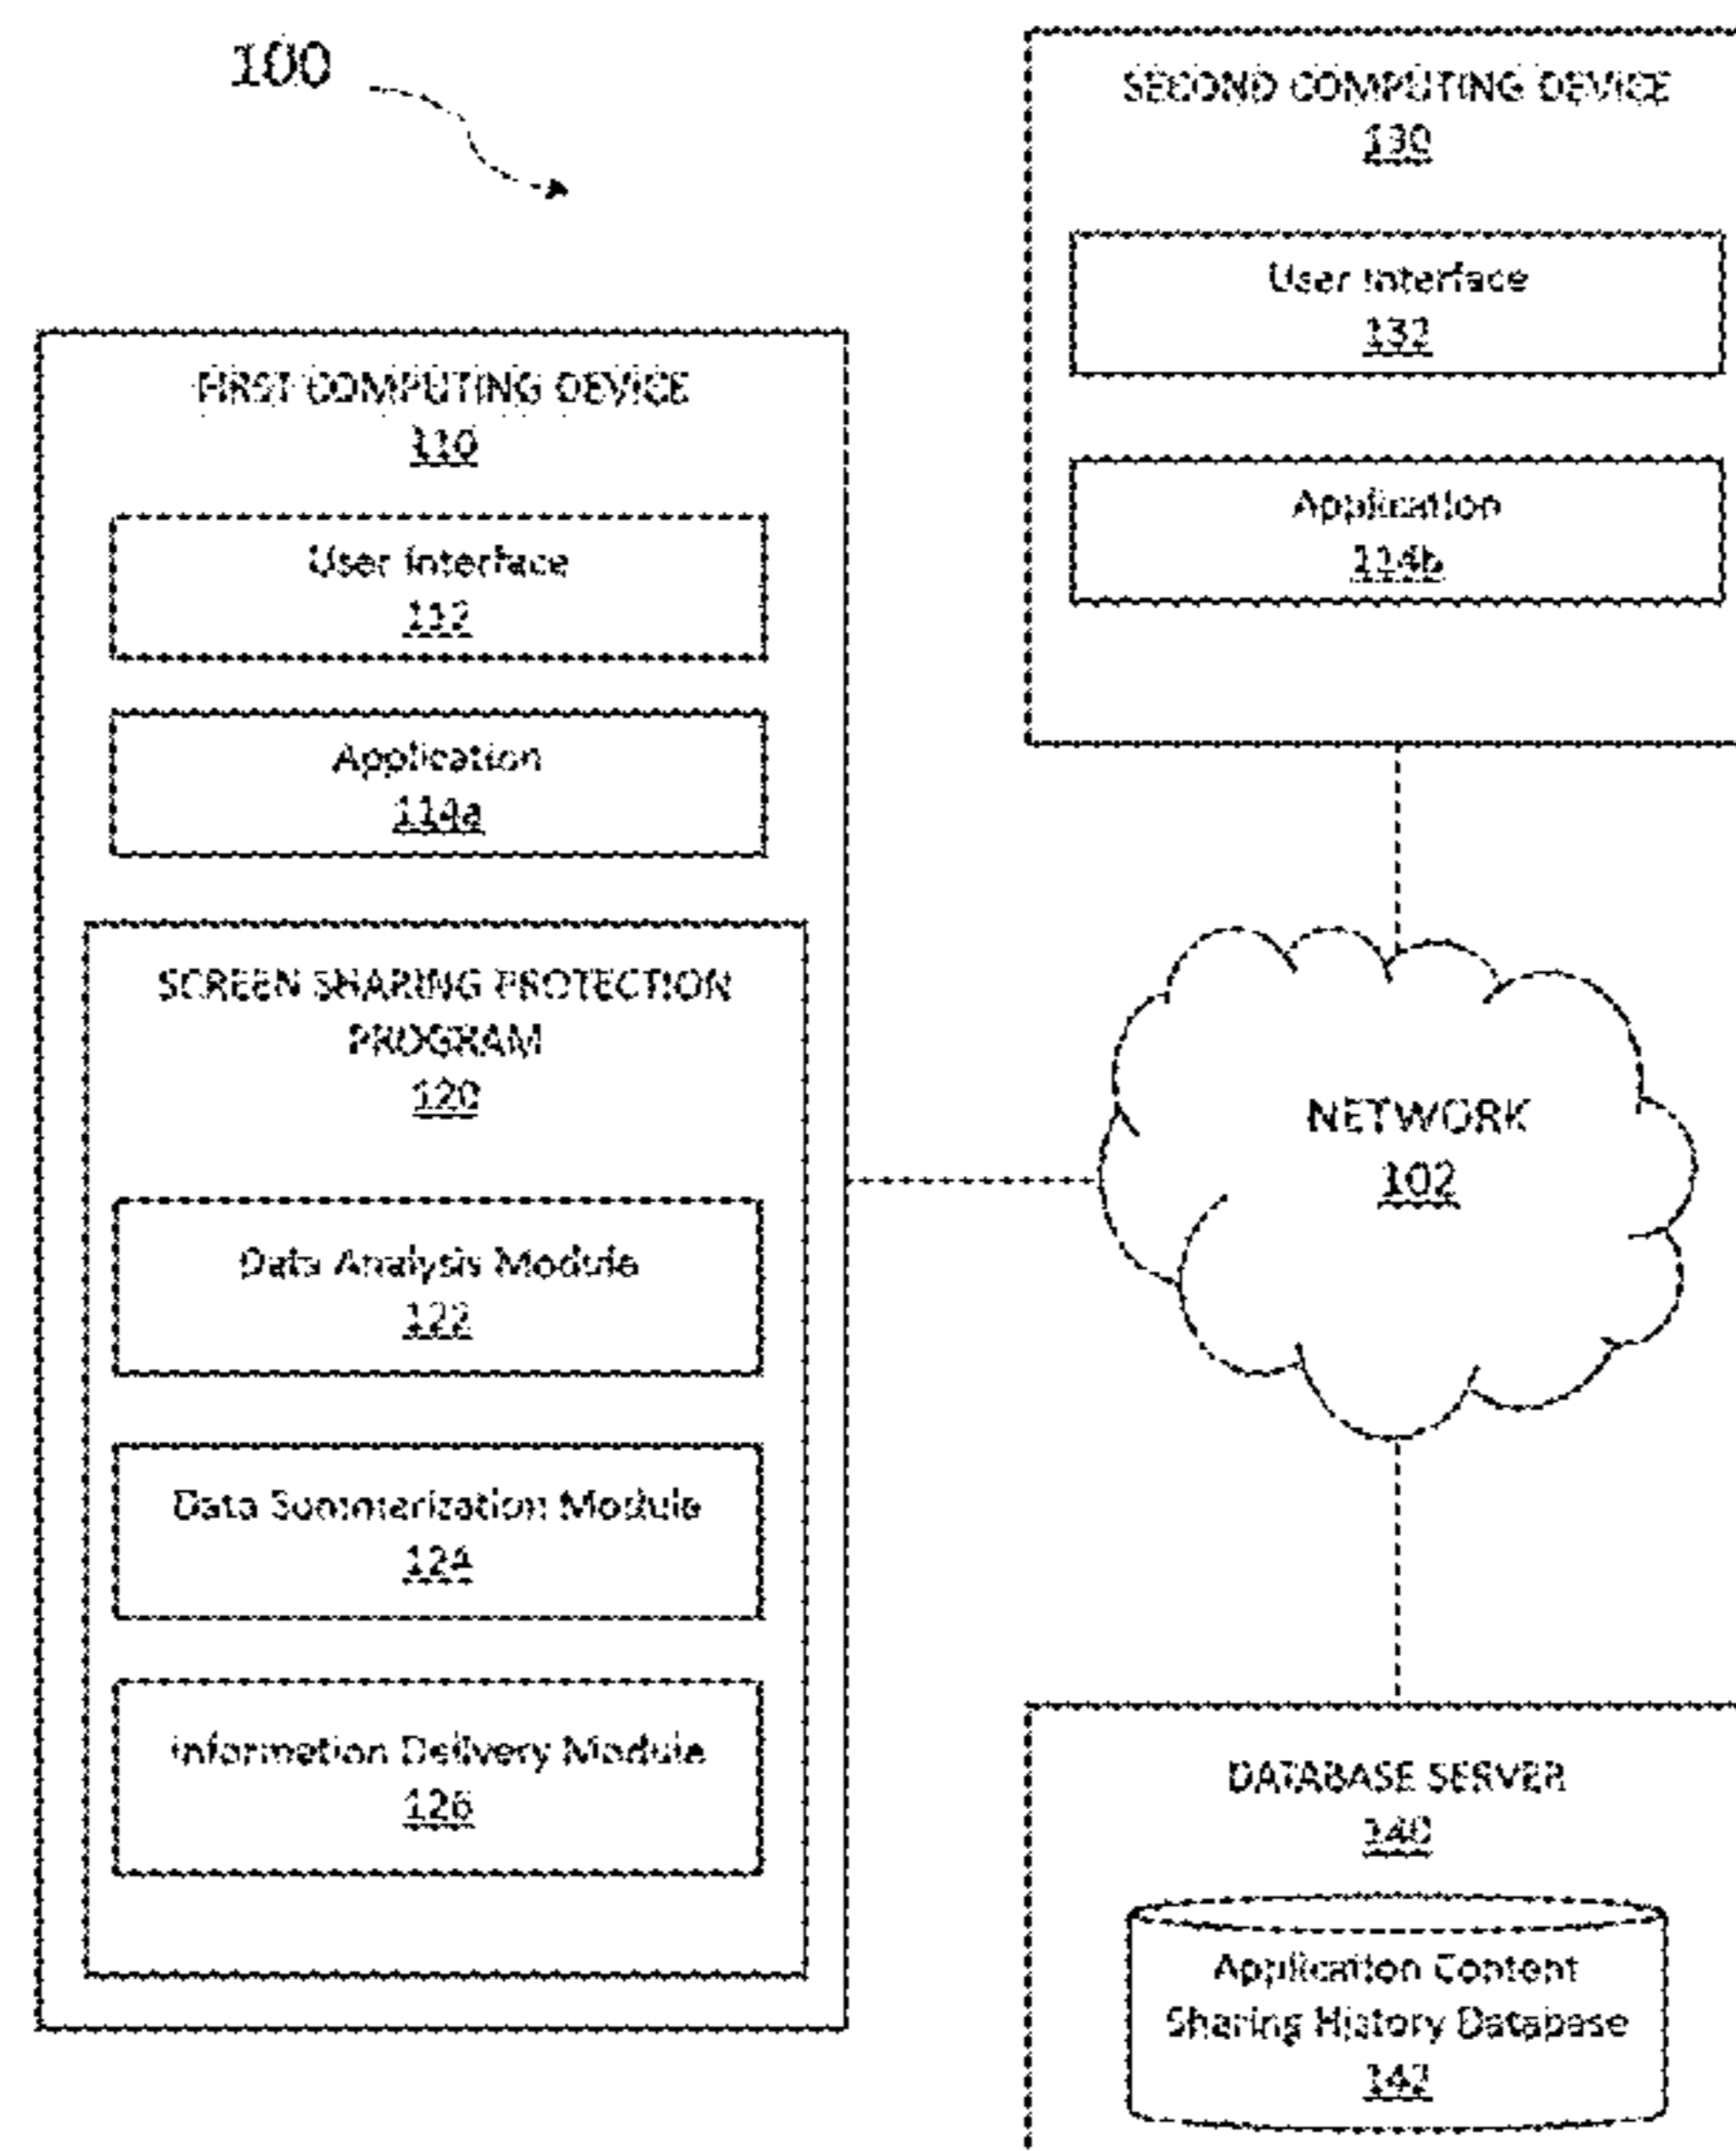 100
SECOND COMPUTING DEVICE
130
User Interface
132
Application
114b
FIRST COMPUTING DEVICE
110
User Interface
112
Application
114a
SCREEN SHARING PROTECTION
PROGRAM
120
Data Analysis Module
122
Data Summarization Module
124
Information Delivery Module
126
NETWORK
102
DATABASE SERVER
140
Application Content
Sharing History Database
142